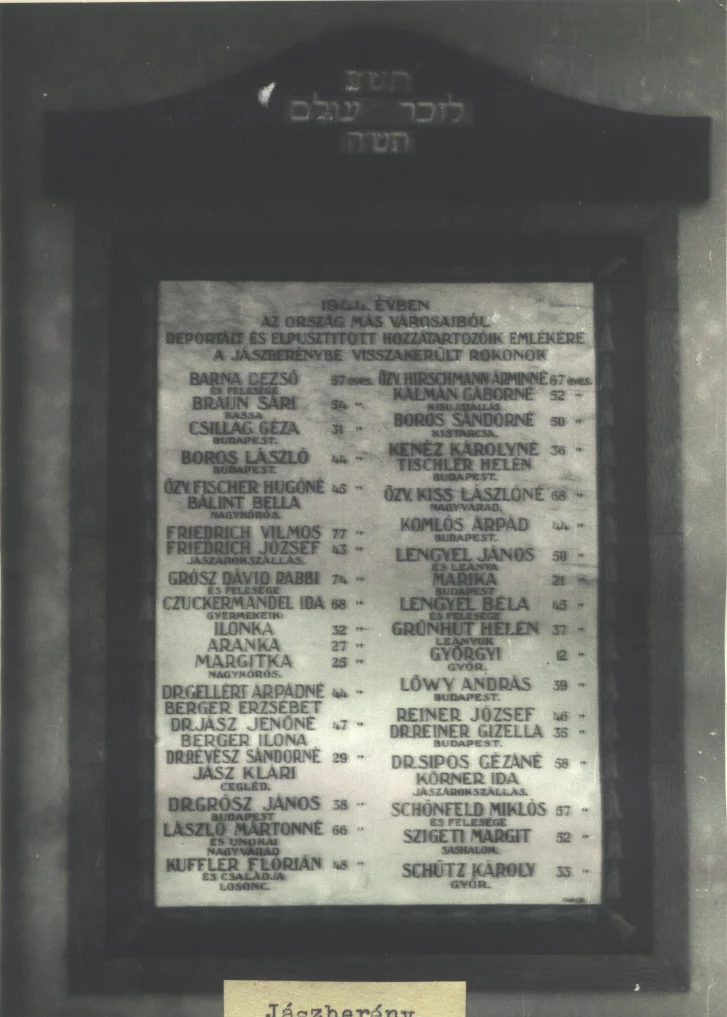 תש״פ
לזכר עולם
תש״ה
1944. ÉVBEN
AZ ORSZÁG MÁS VÁROSAIBÓL
DEPORTÁLT ÉS ELPUSZTITOTT HOZZÁTARTOZÓIK EMLÉKÉRE
A JÁSZBERÉNYBE VISSZAKERÜLT ROKONOK
BARNA DEZSŐ 57 éves.
ÉS FELESÉGE
BRAUN SÁRI 54 "
KASSA
CSILLAG GÉZA 31 "
BUDAPEST.
BOROS LÁSZLÓ 44 "
BUDAPEST.
ÖZV. FISCHER HUGÓNÉ 45 "
BÁLINT BELLA
NAGYKŐRÖS.
FRIEDRICH VILMOS 77 "
FRIEDRICH JÓZSEF 43 "
JÁSZÁROKSZÁLLÁS.
GRÓSZ DÁVID RABBI 74 "
ÉS FELESÉGE
CZUCKERMANDEL IDA 68 "
GYERMEKEIK:
ILONKA 32 "
ARANKA 27 "
MARGITKA 25 "
NAGYKŐRÖS.
DR. GELLÉRT ÁRPÁDNÉ 44 "
BERGER ERZSÉBET
DR. JÁSZ JENŐNÉ 47 "
BERGER ILONA
DR. RÉVÉSZ SÁNDORNÉ 29 "
JÁSZ KLÁRI
CEGLÉD.
DR. GRÓSZ JÁNOS 38 "
BUDAPEST
LÁSZLÓ MÁRTONNÉ 66 "
ÉS UNOKÁI
NAGYVÁRAD
KUFFLER FLÓRIÁN 48 "
ÉS CSALÁDJA
LOSONC.
ÖZV. HIRSCHMANN ÁRMINNÉ 67 éves.
KÁLMÁN GÁBORNÉ 52 "
KISUJSZÁLLÁS.
BOROS SÁNDORNÉ 50 "
KISTARCSA.
KENÉZ KÁROLYNÉ 36 "
TISCHLER HELÉN
BUDAPEST.
ÖZV. KISS LÁSZLÓNÉ 68 "
NAGYVÁRAD.
KOMLÓS ÁRPÁD 44 "
BUDAPEST.
LENGYEL JÁNOS 50 "
ÉS LEÁNYA
MARIKA 21 "
BUDAPEST
LENGYEL BÉLA 45 "
ÉS FELESÉGE
GRÜNHUT HELÉN 37 "
LEÁNYUK
GYÖRGYI 12 "
GYŐR.
LŐWY ANDRÁS 39 "
BUDAPEST.
REINER JÓZSEF 46 "
DR. REINER GIZELLA 35 "
BUDAPEST.
DR. SIPOS GÉZÁNÉ 58 "
KÖRNER IDA
JÁSZÁROKSZÁLLÁS.
SCHÖNFELD MIKLÓS 57 "
ÉS FELESÉGE
SZIGETI MARGIT 52 "
SASHALOM.
SCHÜTZ KÁROLY 33 "
GYŐR.
Jászberény